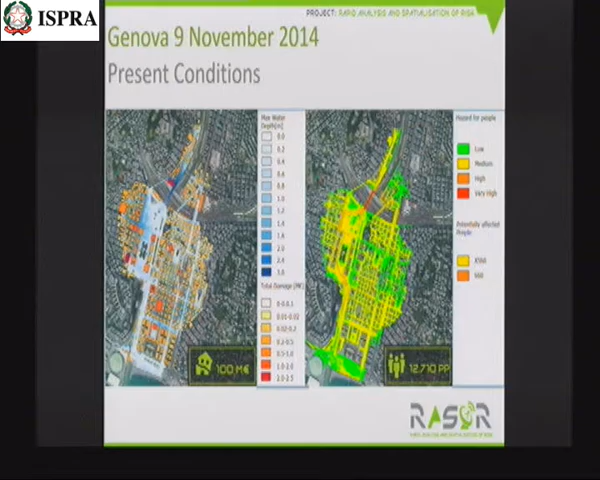 ISPRA
PROJECT: RAPID ANALYSIS AND SPATIALISATION OF RISK
Genova 9 November 2014
Present Conditions
Max Water
Depth [m]
0.0
0.2
0.4
0.6
0.8
1.0
1.2
1.4
1.6
2.0
2.4
3.0
Total Damage [M€]
0-0.01
0.01-0.02
0.02-0.2
0.2-0.5
0.5-1.0
1.0-2.0
2.0-2.5
100 M€
Hazard for people
Low
Medium
High
Very High
Potentially affected
People
12.710 PP
RASOR